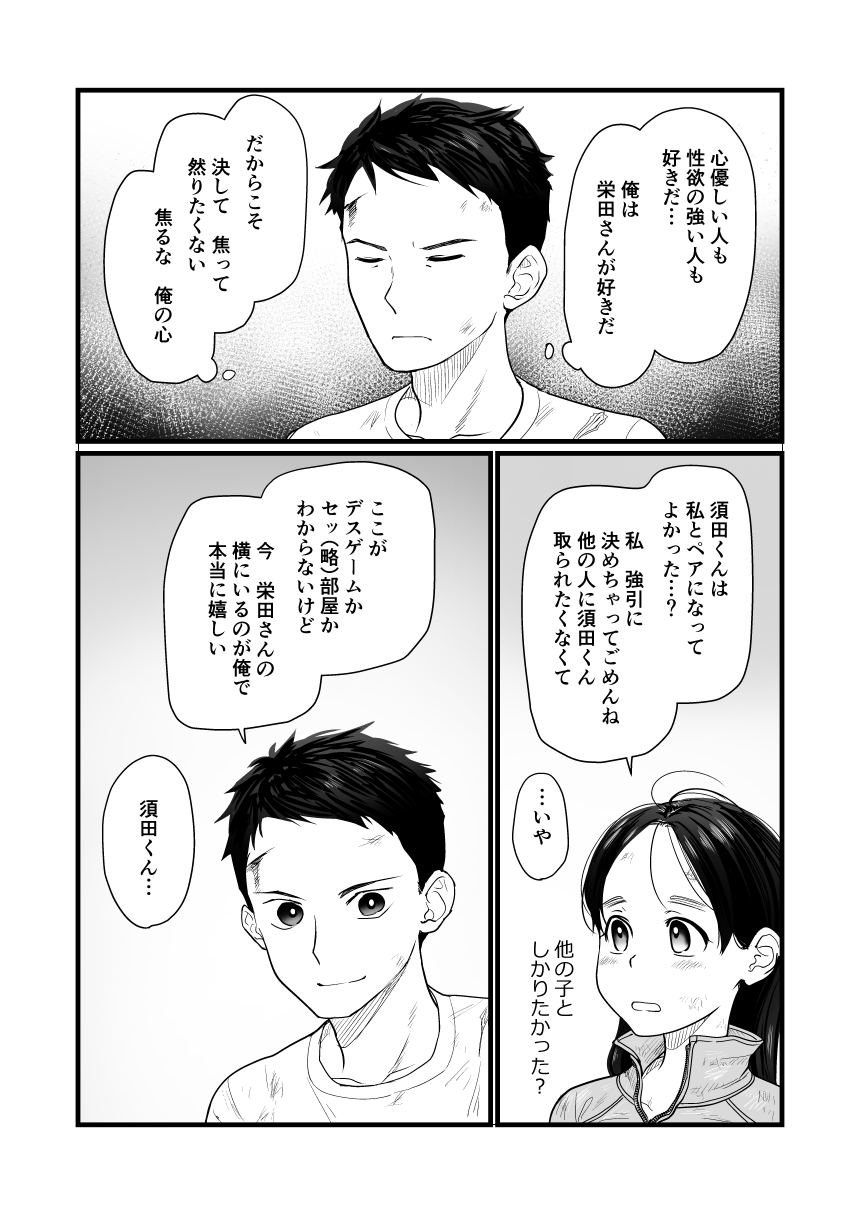 心優しい人も
性欲の強い人も
好きだ…
俺は
栄田さんが好きだ
だからこそ
決して　焦って
然りたくない
焦るな　俺の心
須田くんは
私とペアになって
よかった…?
私　強引に
決めちゃってごめんね
他の人に須田くん
取られたくなくて
…いや
他の子と
しかりたかった?
ここが
デスゲームか
セッ(略)部屋か
わからないけど
今　栄田さんの
横にいるのが俺で
本当に嬉しい
須田くん…